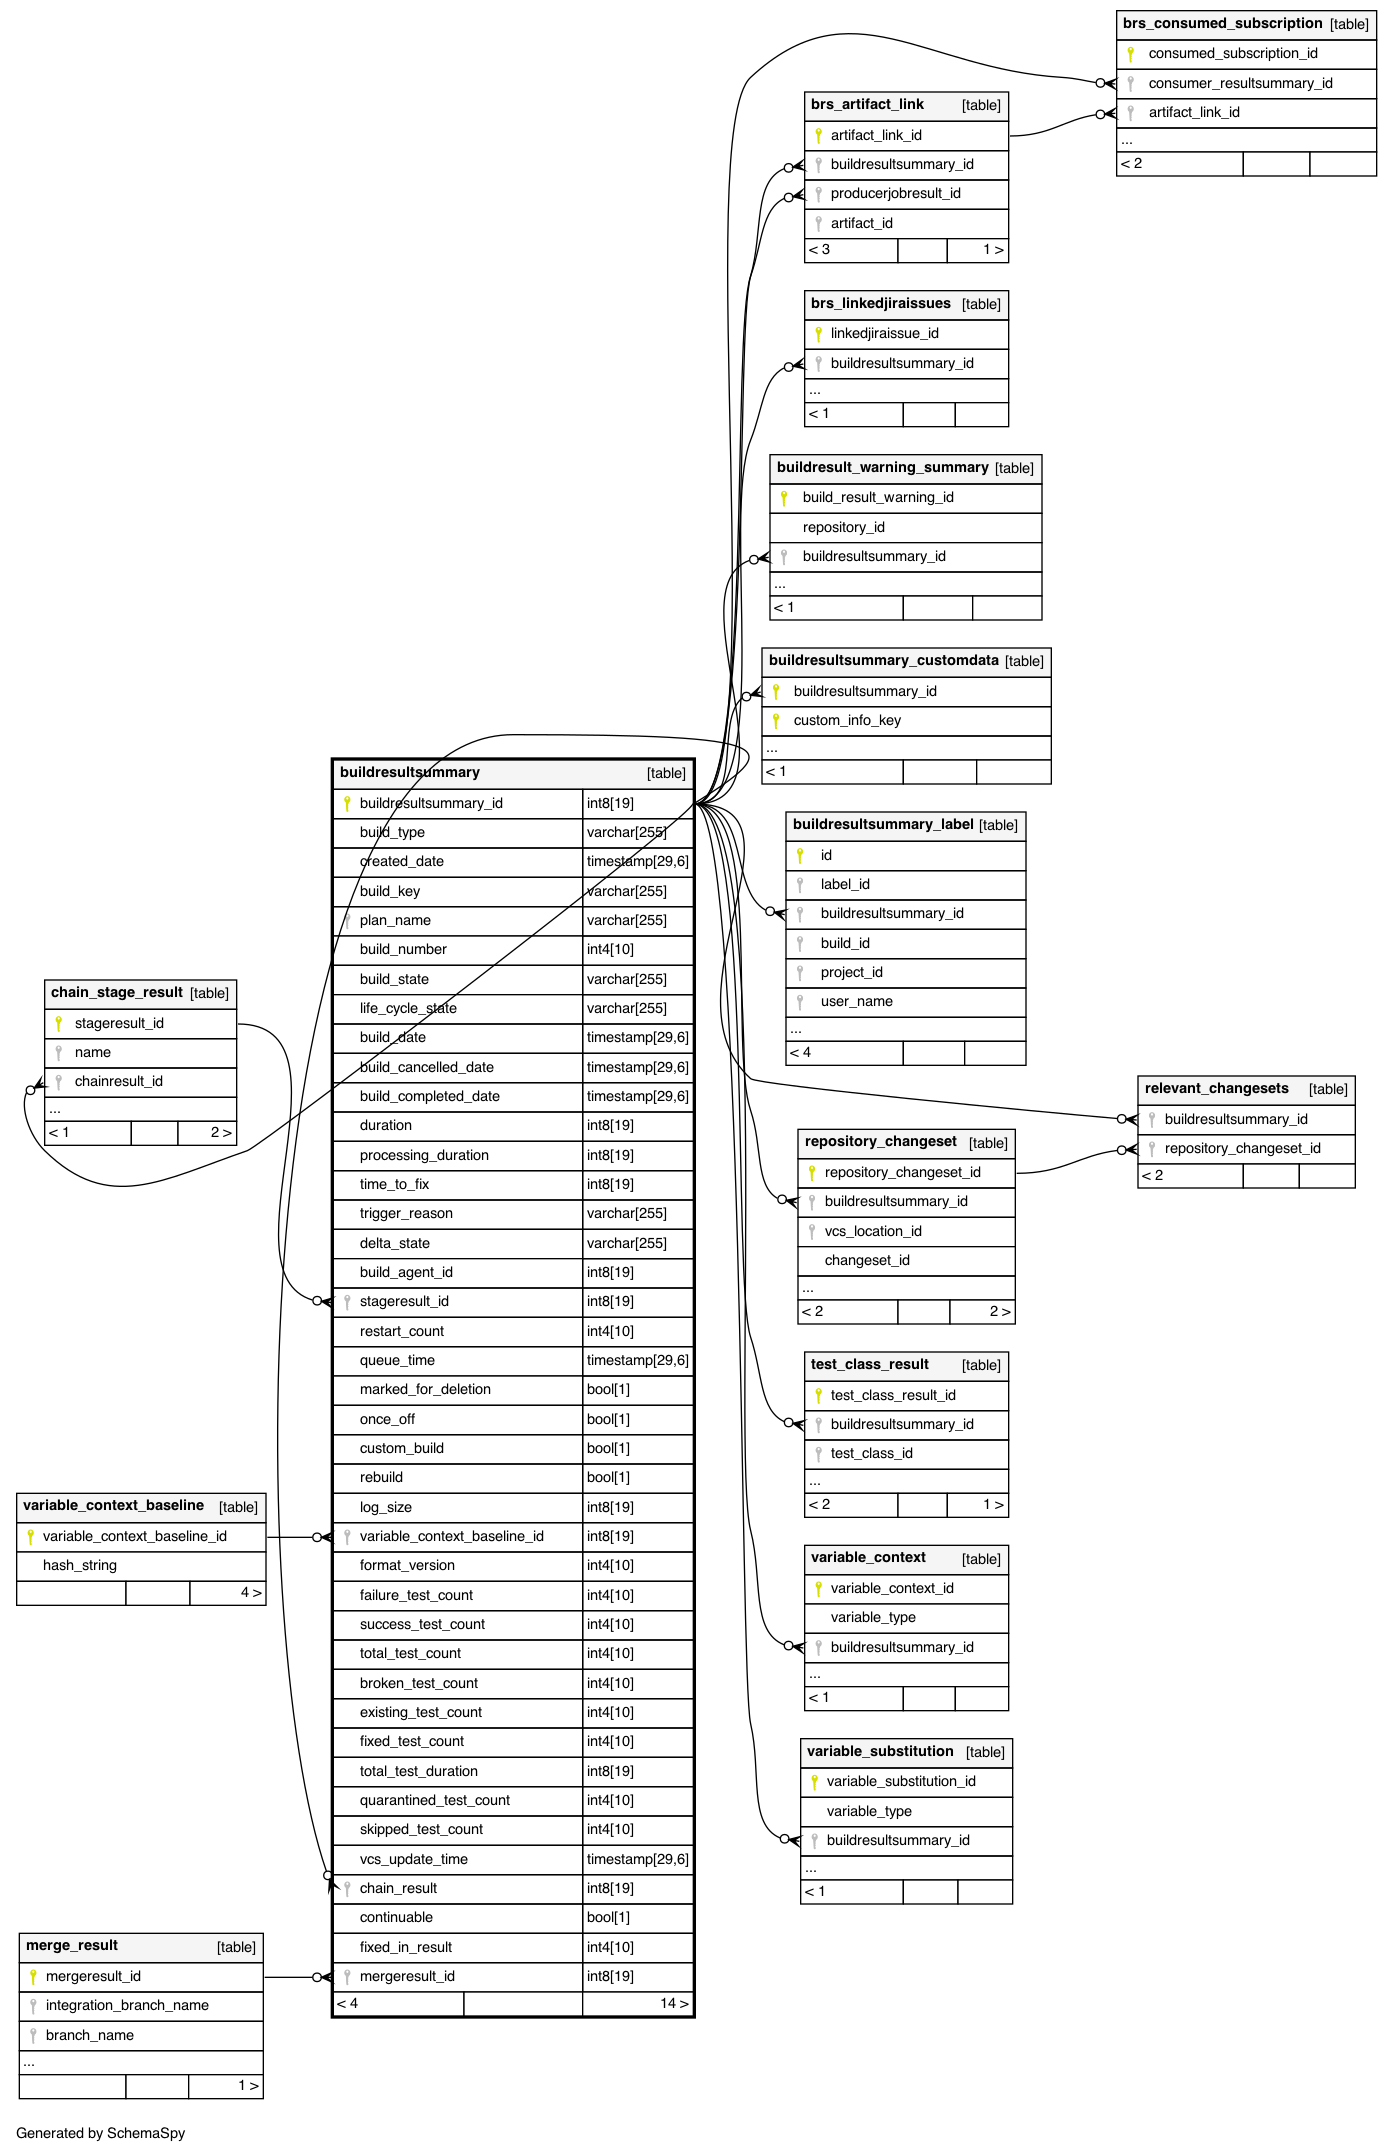 brs_consumed_subscription [table]
consumed_subscription_id
consumer_resultsummary_id
artifact_link_id
...
< 2
brs_artifact_link [table]
artifact_link_id
buildresultsummary_id
producerjobresult_id
artifact_id
< 3 1 >
brs_linkedjiraissues [table]
linkedjiraissue_id
buildresultsummary_id
...
< 1
buildresult_warning_summary [table]
build_result_warning_id
repository_id
buildresultsummary_id
...
< 1
buildresultsummary_customdata [table]
buildresultsummary_id
custom_info_key
...
< 1
buildresultsummary [table]
buildresultsummary_id int8[19]
build_type varchar[255]
created_date timestamp[29,6]
build_key varchar[255]
plan_name varchar[255]
build_number int4[10]
build_state varchar[255]
life_cycle_state varchar[255]
build_date timestamp[29,6]
build_cancelled_date timestamp[29,6]
build_completed_date timestamp[29,6]
duration int8[19]
processing_duration int8[19]
time_to_fix int8[19]
trigger_reason varchar[255]
delta_state varchar[255]
build_agent_id int8[19]
stageresult_id int8[19]
restart_count int4[10]
queue_time timestamp[29,6]
marked_for_deletion bool[1]
once_off bool[1]
custom_build bool[1]
rebuild bool[1]
log_size int8[19]
variable_context_baseline_id int8[19]
format_version int4[10]
failure_test_count int4[10]
success_test_count int4[10]
total_test_count int4[10]
broken_test_count int4[10]
existing_test_count int4[10]
fixed_test_count int4[10]
total_test_duration int8[19]
quarantined_test_count int4[10]
skipped_test_count int4[10]
vcs_update_time timestamp[29,6]
chain_result int8[19]
continuable bool[1]
fixed_in_result int4[10]
mergeresult_id int8[19]
< 4 14 >
buildresultsummary_label [table]
id
label_id
buildresultsummary_id
build_id
project_id
user_name
...
< 4
chain_stage_result [table]
stageresult_id
name
chainresult_id
...
< 1 2 >
relevant_changesets [table]
buildresultsummary_id
repository_changeset_id
< 2
repository_changeset [table]
repository_changeset_id
buildresultsummary_id
vcs_location_id
changeset_id
...
< 2 2 >
test_class_result [table]
test_class_result_id
buildresultsummary_id
test_class_id
...
< 2 1 >
variable_context_baseline [table]
variable_context_baseline_id
hash_string
4 >
variable_context [table]
variable_context_id
variable_type
buildresultsummary_id
...
< 1
variable_substitution [table]
variable_substitution_id
variable_type
buildresultsummary_id
...
< 1
merge_result [table]
mergeresult_id
integration_branch_name
branch_name
...
1 >
Generated by SchemaSpy